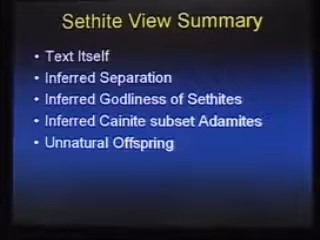 Sethite View Summary
• Text Itself
• Inferred Separation
• Inferred Godliness of Sethites
• Inferred Cainite subset Adamites
• Unnatural Offspring